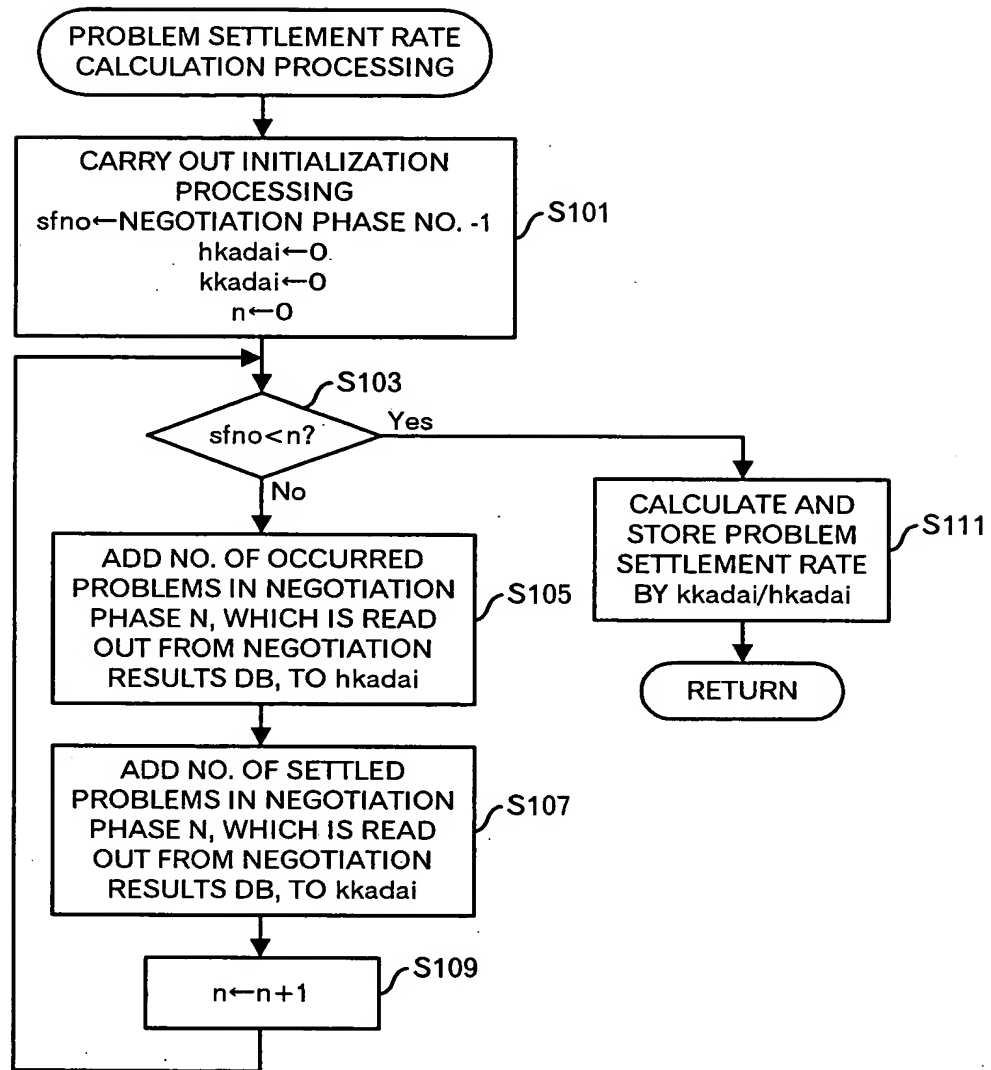 PROBLEM SETTLEMENT RATE
CALCULATION PROCESSING
CARRY OUT INITIALIZATION
PROCESSING
sfno←NEGOTIATION PHASE NO. -1
hkadai←0
kkadai←0
n←0
S101
S103
sfno<n?
Yes
No
ADD NO. OF OCCURRED
PROBLEMS IN NEGOTIATION
PHASE N, WHICH IS READ
OUT FROM NEGOTIATION
RESULTS DB, TO hkadai
S105
CALCULATE AND
STORE PROBLEM
SETTLEMENT RATE
BY kkadai/hkadai
S111
RETURN
ADD NO. OF SETTLED
PROBLEMS IN NEGOTIATION
PHASE N, WHICH IS READ
OUT FROM NEGOTIATION
RESULTS DB, TO kkadai
S107
n←n+1
S109